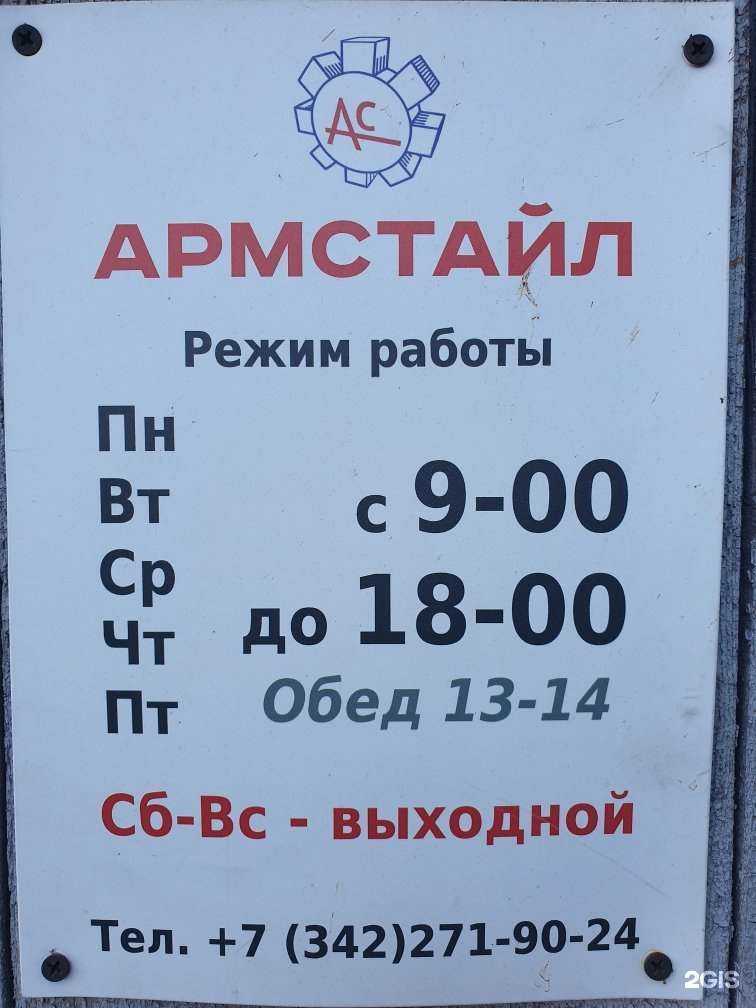 АС
АРМСТАЙЛ
Режим работы
Пн
Вт
Ср
Чт
Пт
с 9-00
до 18-00
Обед 13-14
Сб-Вс - выходной
Тел. +7 (342)271-90-24
2GIS